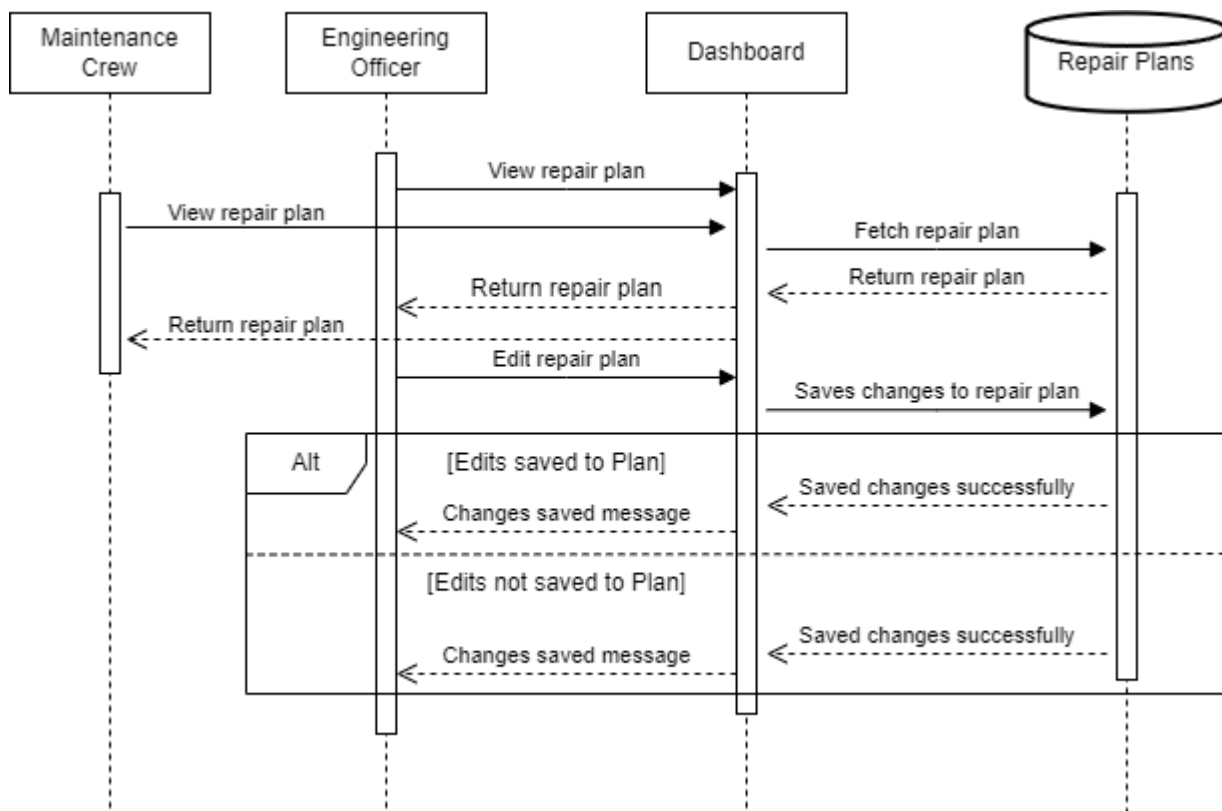 Maintenance
Crew
Engineering
Officer
Dashboard
Repair Plans
View repair plan
View repair plan
Fetch repair plan
Return repair plan
Return repair plan
Return repair plan
Edit repair plan
Saves changes to repair plan
Alt
[Edits saved to Plan]
Saved changes successfully
Changes saved message
[Edits not saved to Plan]
Saved changes successfully
Changes saved message